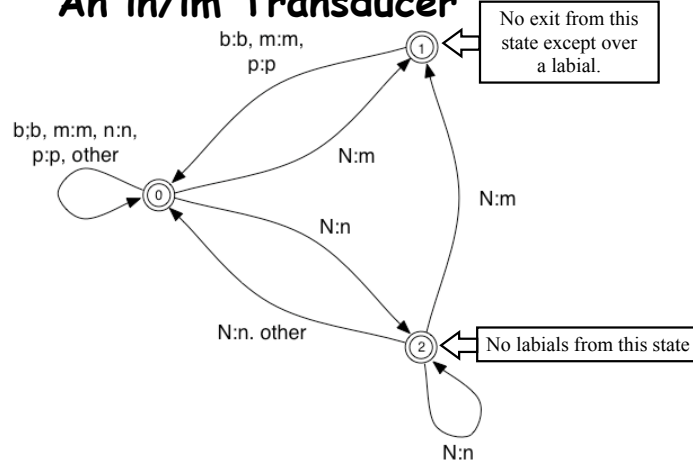 An in/im Transducer
b:b, m:m,
p:p
1
No exit from this
state except over
a labial.
b;b, m:m, n:n,
p:p, other
0
N:m
N:m
N:n
N:n. other
2
No labials from this state
N:n